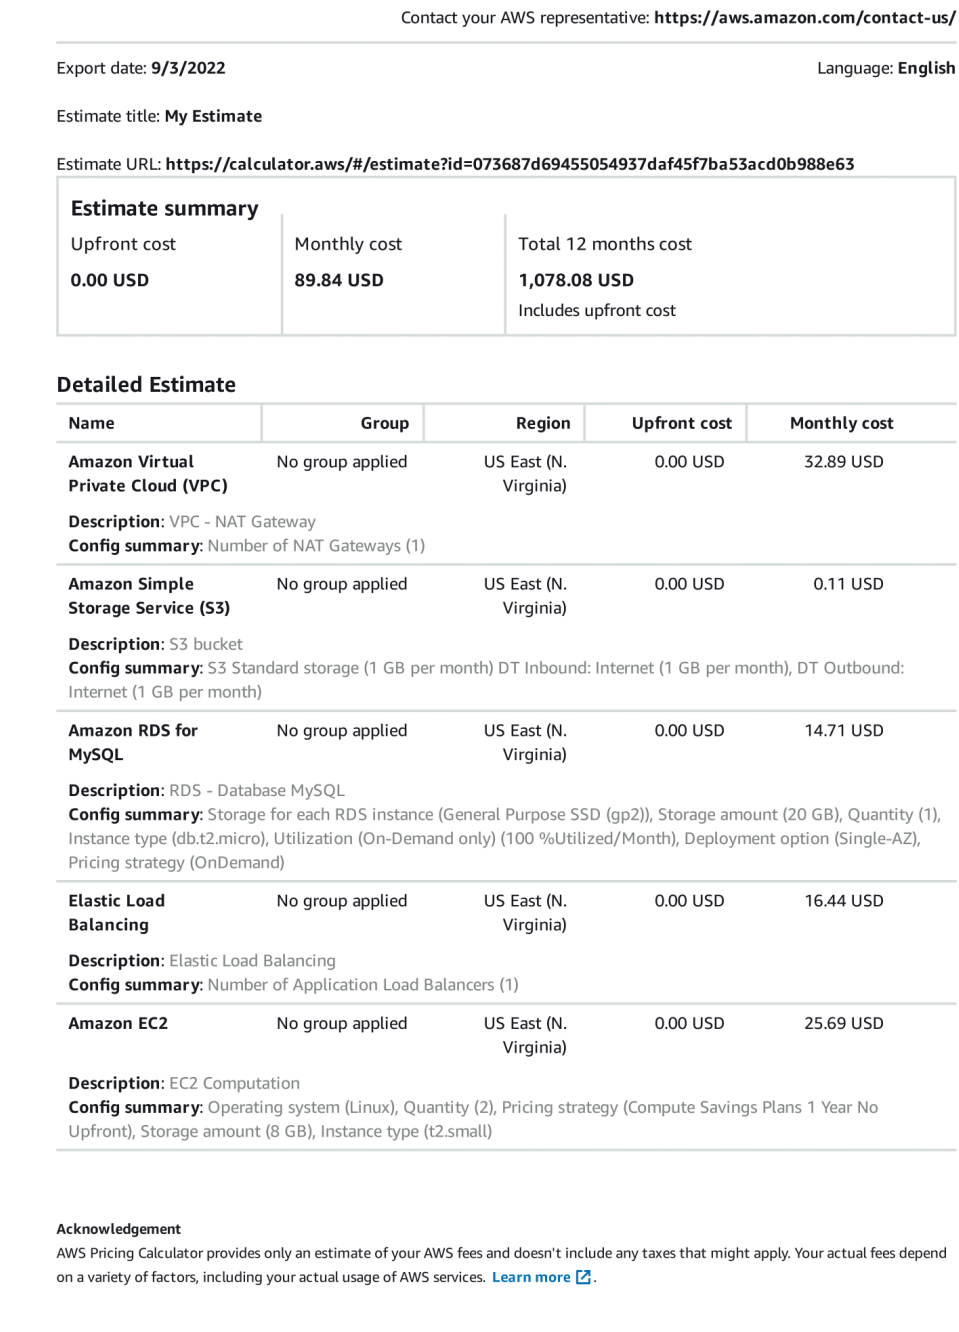 Contact your AWS representative: https://aws.amazon.com/contact-us/
Export date: 9/3/2022 Language: English
Estimate title: My Estimate
Estimate URL: https://calculator.aws/#/estimate?id=073687d69455054937daf45f7ba53acd0b988e63
Estimate summary
Upfront cost Monthly cost Total 12 months cost
0.00 USD 89.84 USD 1,078.08 USD
Includes upfront cost
Detailed Estimate
Name Group Region Upfront cost Monthly cost
Amazon Virtual No group applied US East (N. 0.00 USD 32.89 USD
Private Cloud (VPC) Virginia)
Description: VPC - NAT Gateway
Config summary: Number of NAT Gateways (1)
Amazon Simple No group applied US East (N. 0.00 USD 0.11 USD
Storage Service (S3) Virginia)
Description: S3 bucket
Config summary: S3 Standard storage (1 GB per month) DT Inbound: Internet (1 GB per month), DT Outbound:
Internet (1 GB per month)
Amazon RDS for No group applied US East (N. 0.00 USD 14.71 USD
MySQL Virginia)
Description: RDS - Database MySQL
Config summary: Storage for each RDS instance (General Purpose SSD (gp2)), Storage amount (20 GB), Quantity (1),
Instance type (db.t2.micro), Utilization (On-Demand only) (100 %Utilized/Month), Deployment option (Single-AZ),
Pricing strategy (OnDemand)
Elastic Load No group applied US East (N. 0.00 USD 16.44 USD
Balancing Virginia)
Description: Elastic Load Balancing
Config summary: Number of Application Load Balancers (1)
Amazon EC2 No group applied US East (N. 0.00 USD 25.69 USD
Virginia)
Description: EC2 Computation
Config summary: Operating system (Linux), Quantity (2), Pricing strategy (Compute Savings Plans 1 Year No
Upfront), Storage amount (8 GB), Instance type (t2.small)
Acknowledgement
AWS Pricing Calculator provides only an estimate of your AWS fees and doesn't include any taxes that might apply. Your actual fees depend
on a variety of factors, including your actual usage of AWS services. Learn more .